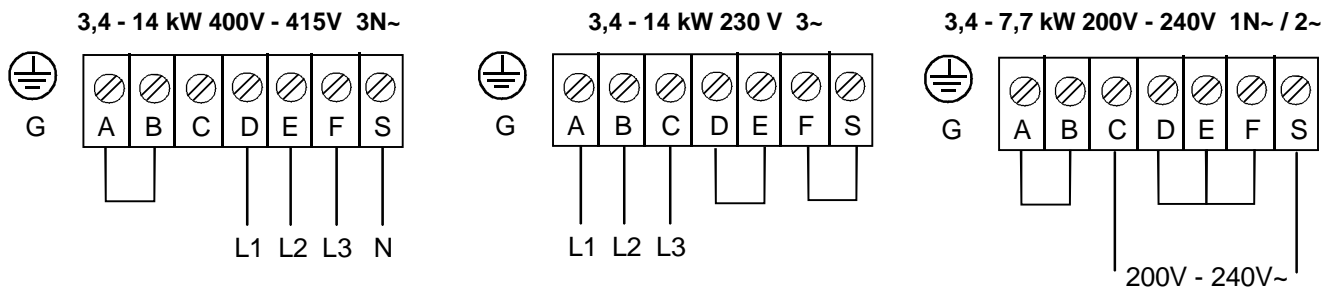 3,4 - 14 kW 400V - 415V 3N~
G A B C D E F S
L1 L2 L3 N
3,4 - 14 kW 230 V 3~
G A B C D E F S
L1 L2 L3
3,4 - 7,7 kW 200V - 240V 1N~ / 2~
G A B C D E F S
200V - 240V~